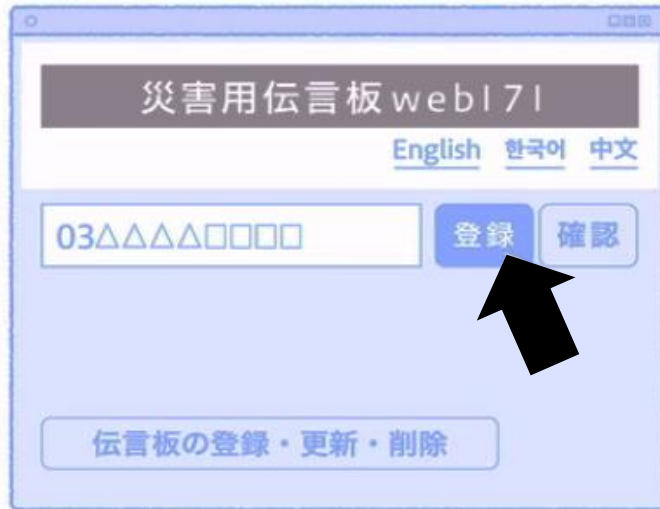 災害用伝言板web171
English 한국어 中文
03△△△△□□□□ 登録 確認
伝言板の登録・更新・削除